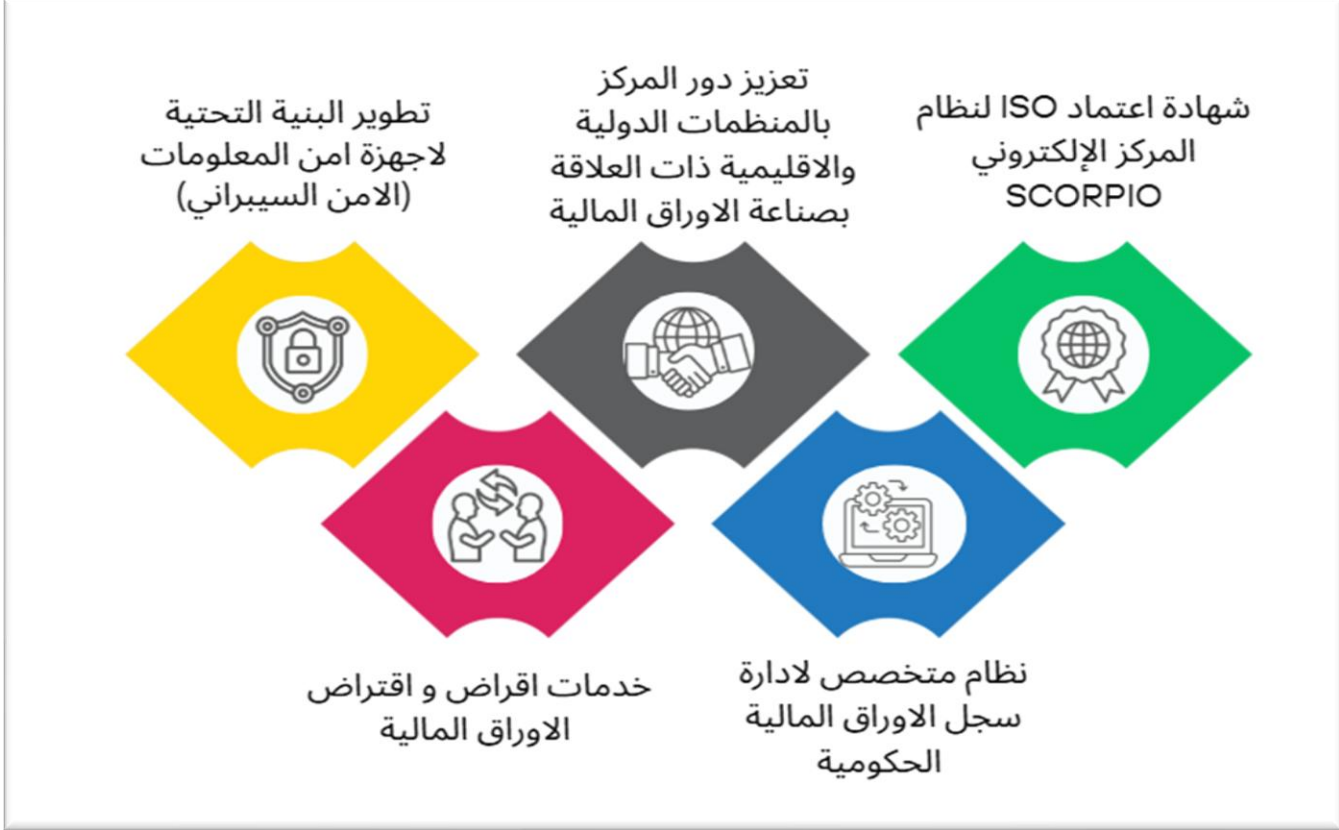 شهادة اعتماد ISO لنظام
المركز الإلكتروني
SCORPIO
تعزيز دور المركز
بالمنظمات الدولية
والاقليمية ذات العلاقة
بصناعة الاوراق المالية
تطوير البنية التحتية
لاجهزة امن المعلومات
(الامن السيبراني)
نظام متخصص لادارة
سجل الاوراق المالية
الحكومية
خدمات اقراض و اقتراض
الاوراق المالية